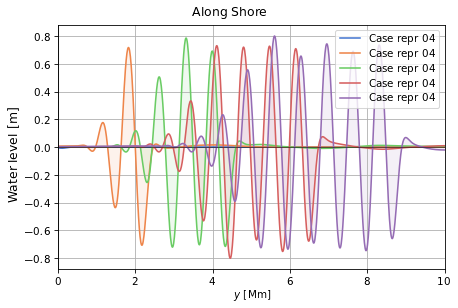 Along Shore
Water level [m]
0.8
0.6
0.4
0.2
0.0
−0.2
−0.4
−0.6
−0.8
Case repr 04
Case repr 04
Case repr 04
Case repr 04
Case repr 04
0 2 4 6 8 10
y [Mm]